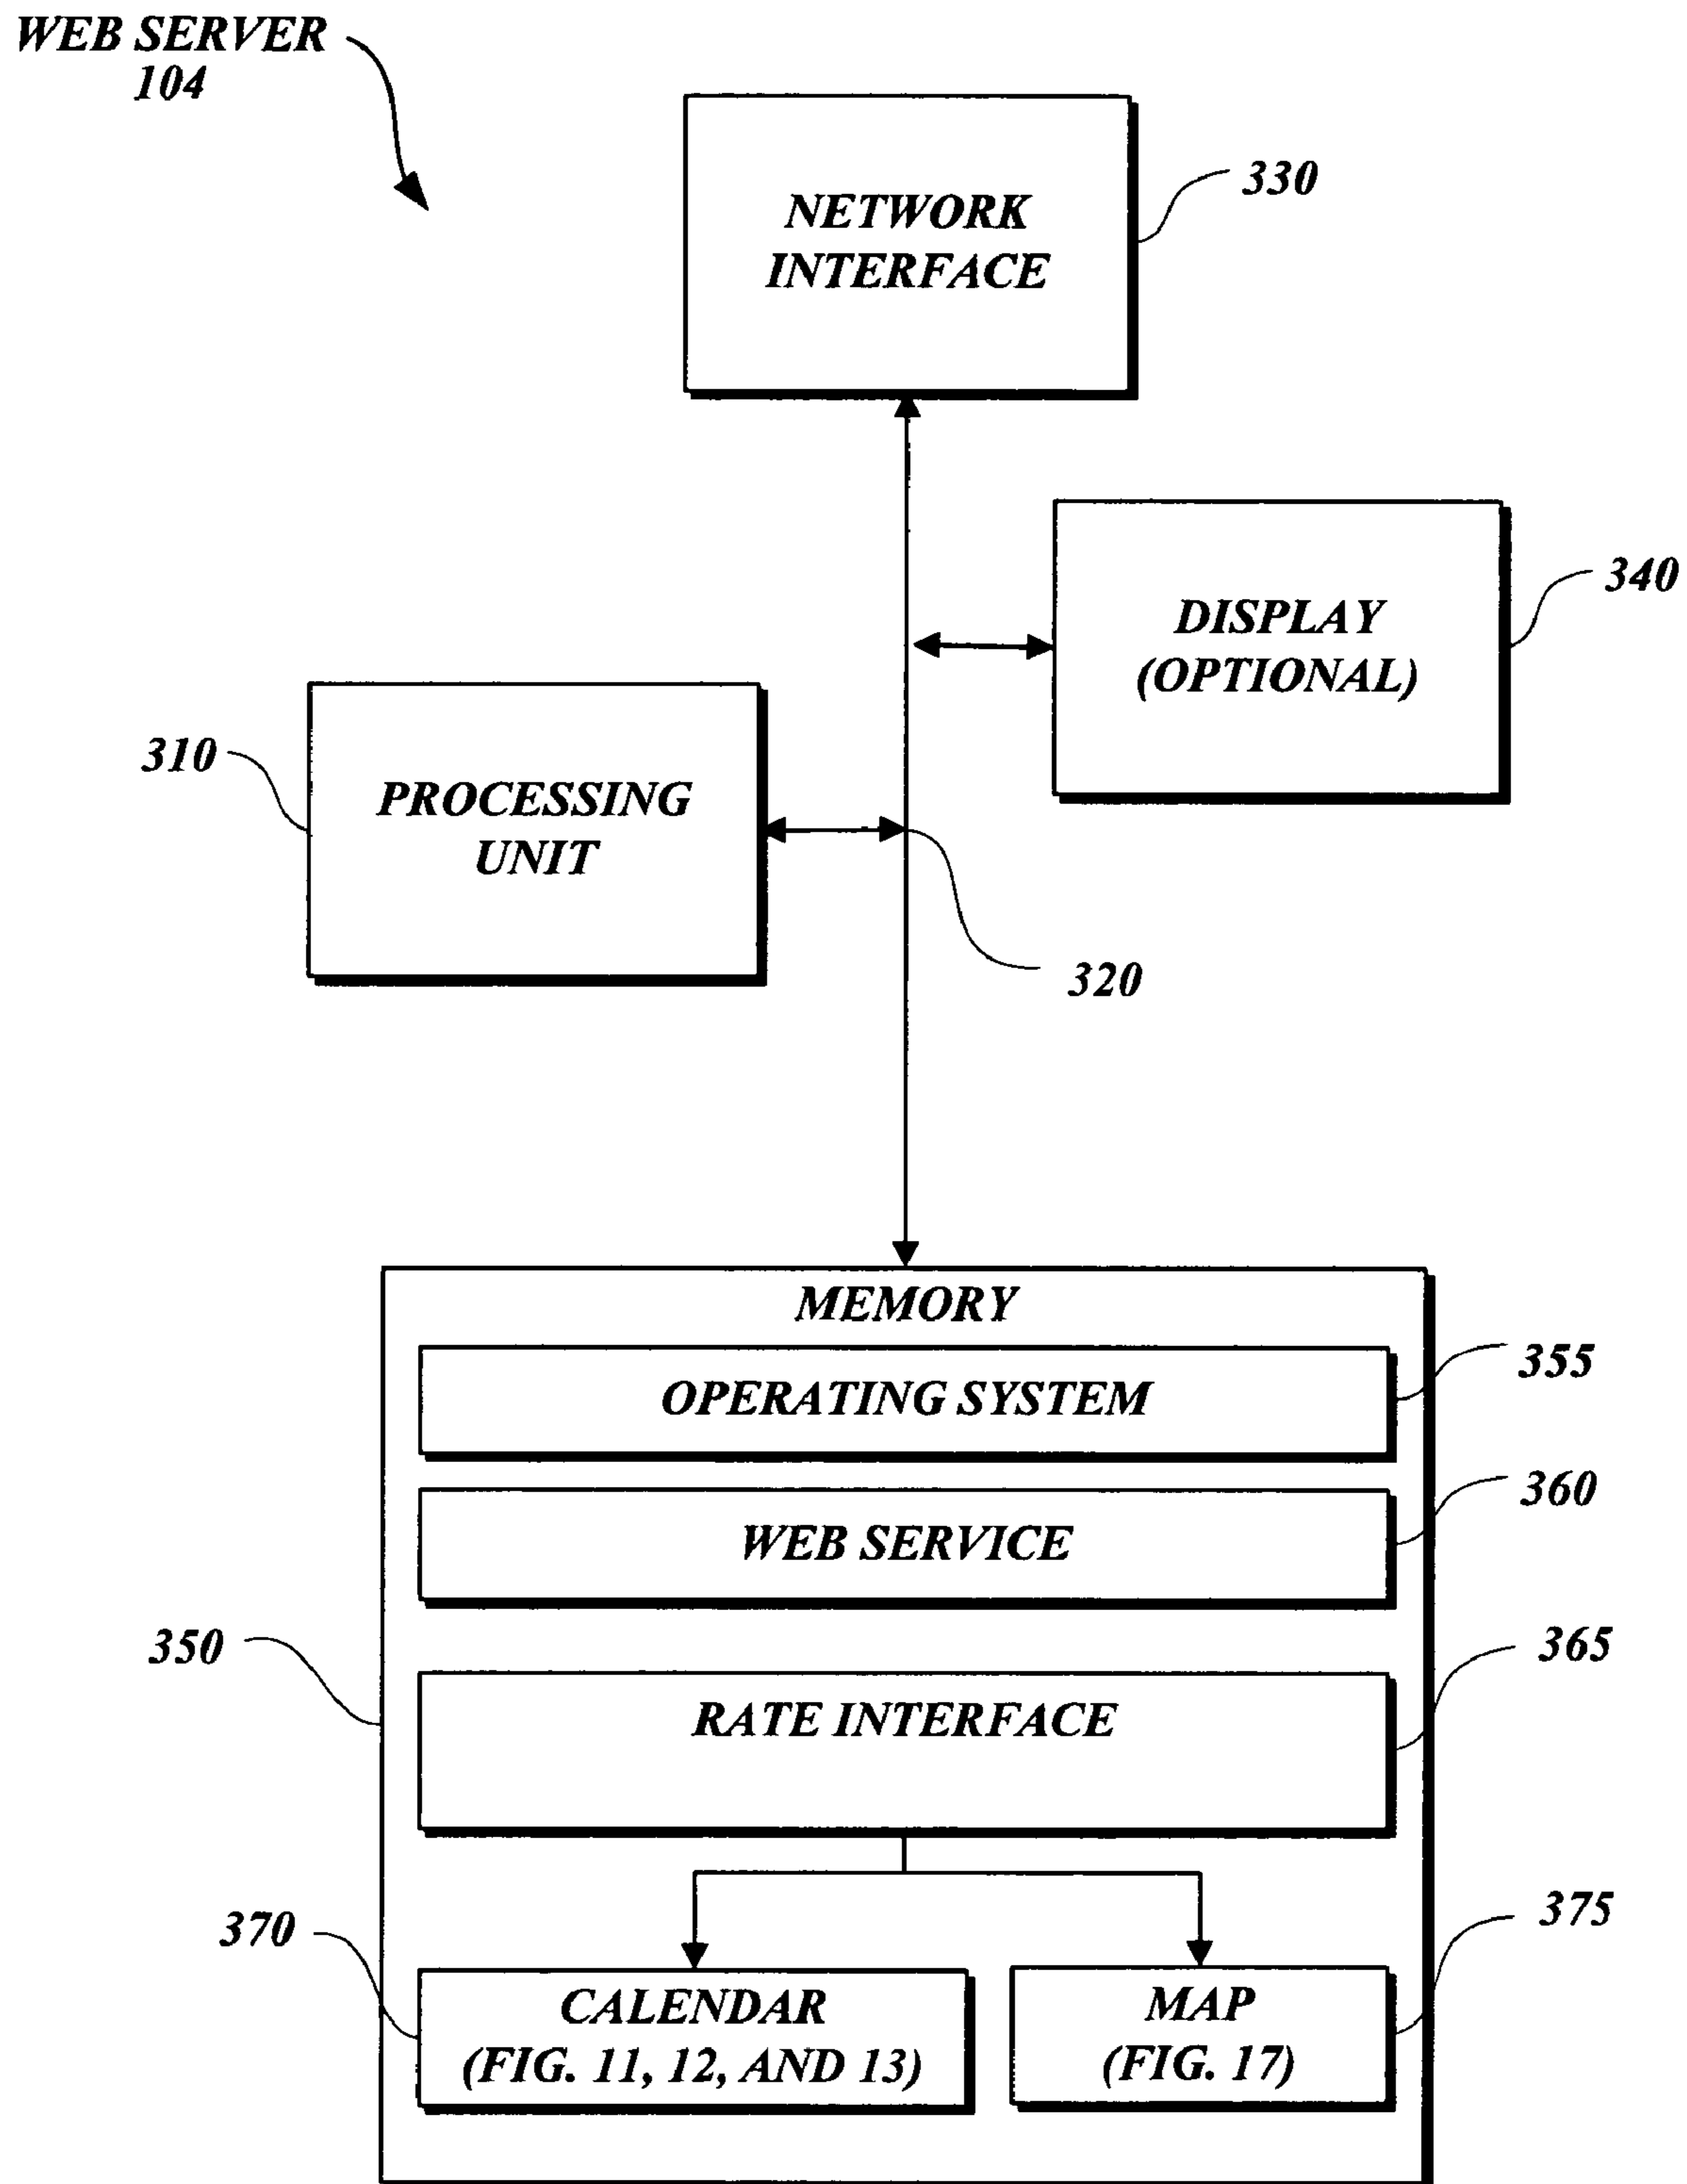 WEB SERVER
104
NETWORK
INTERFACE
330
DISPLAY
(OPTIONAL)
340
310
PROCESSING
UNIT
320
MEMORY
OPERATING SYSTEM
355
WEB SERVICE
360
350
RATE INTERFACE
365
370
CALENDAR
(FIG. 11, 12, AND 13)
MAP
(FIG. 17)
375